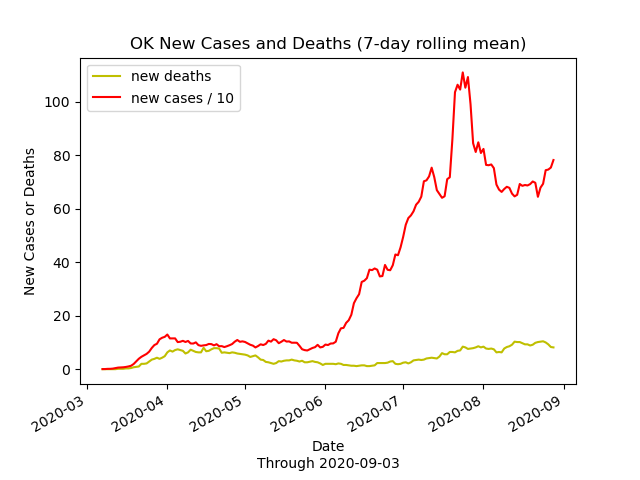 OK New Cases and Deaths (7-day rolling mean)
new deaths
new cases / 10
New Cases or Deaths
100
80
60
40
20
0
2020-03
2020-04
2020-05
2020-06
2020-07
2020-08
2020-09
Date
Through 2020-09-03